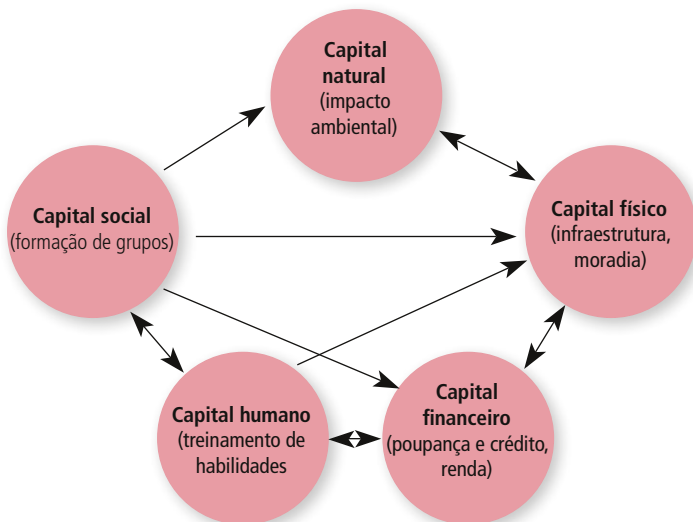 Capital
natural
(impacto
ambiental)
Capital social
(formação de grupos)
Capital físico
(infraestrutura,
moradia)
Capital humano
(treinamento de
habilidades
Capital
financeiro
(poupança e crédito,
renda)